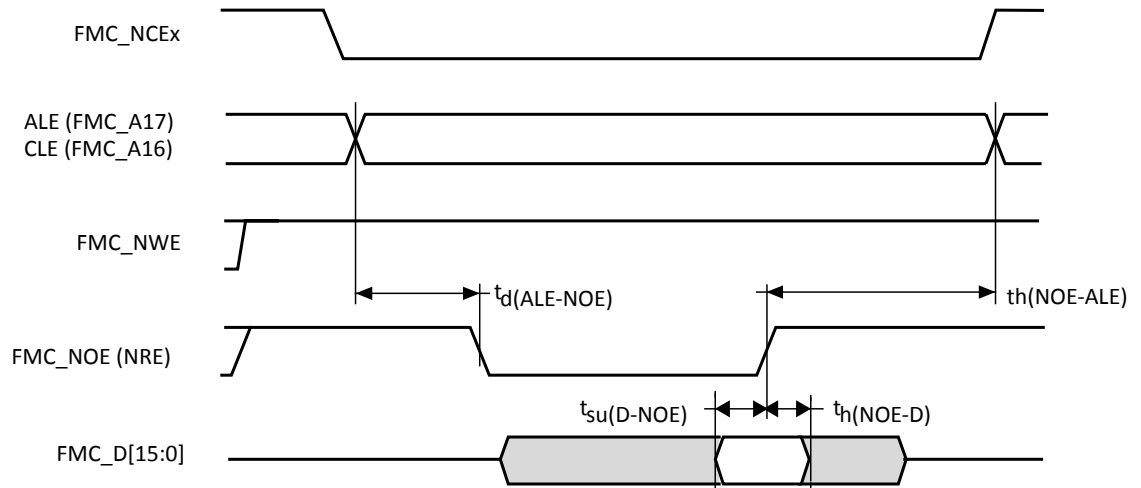 FMC_NCEx
ALE (FMC_A17)
CLE (FMC_A16)
FMC_NWE
td(ALE-NOE)
th(NOE-ALE)
FMC_NOE (NRE)
tsu(D-NOE)
th(NOE-D)
FMC_D[15:0]